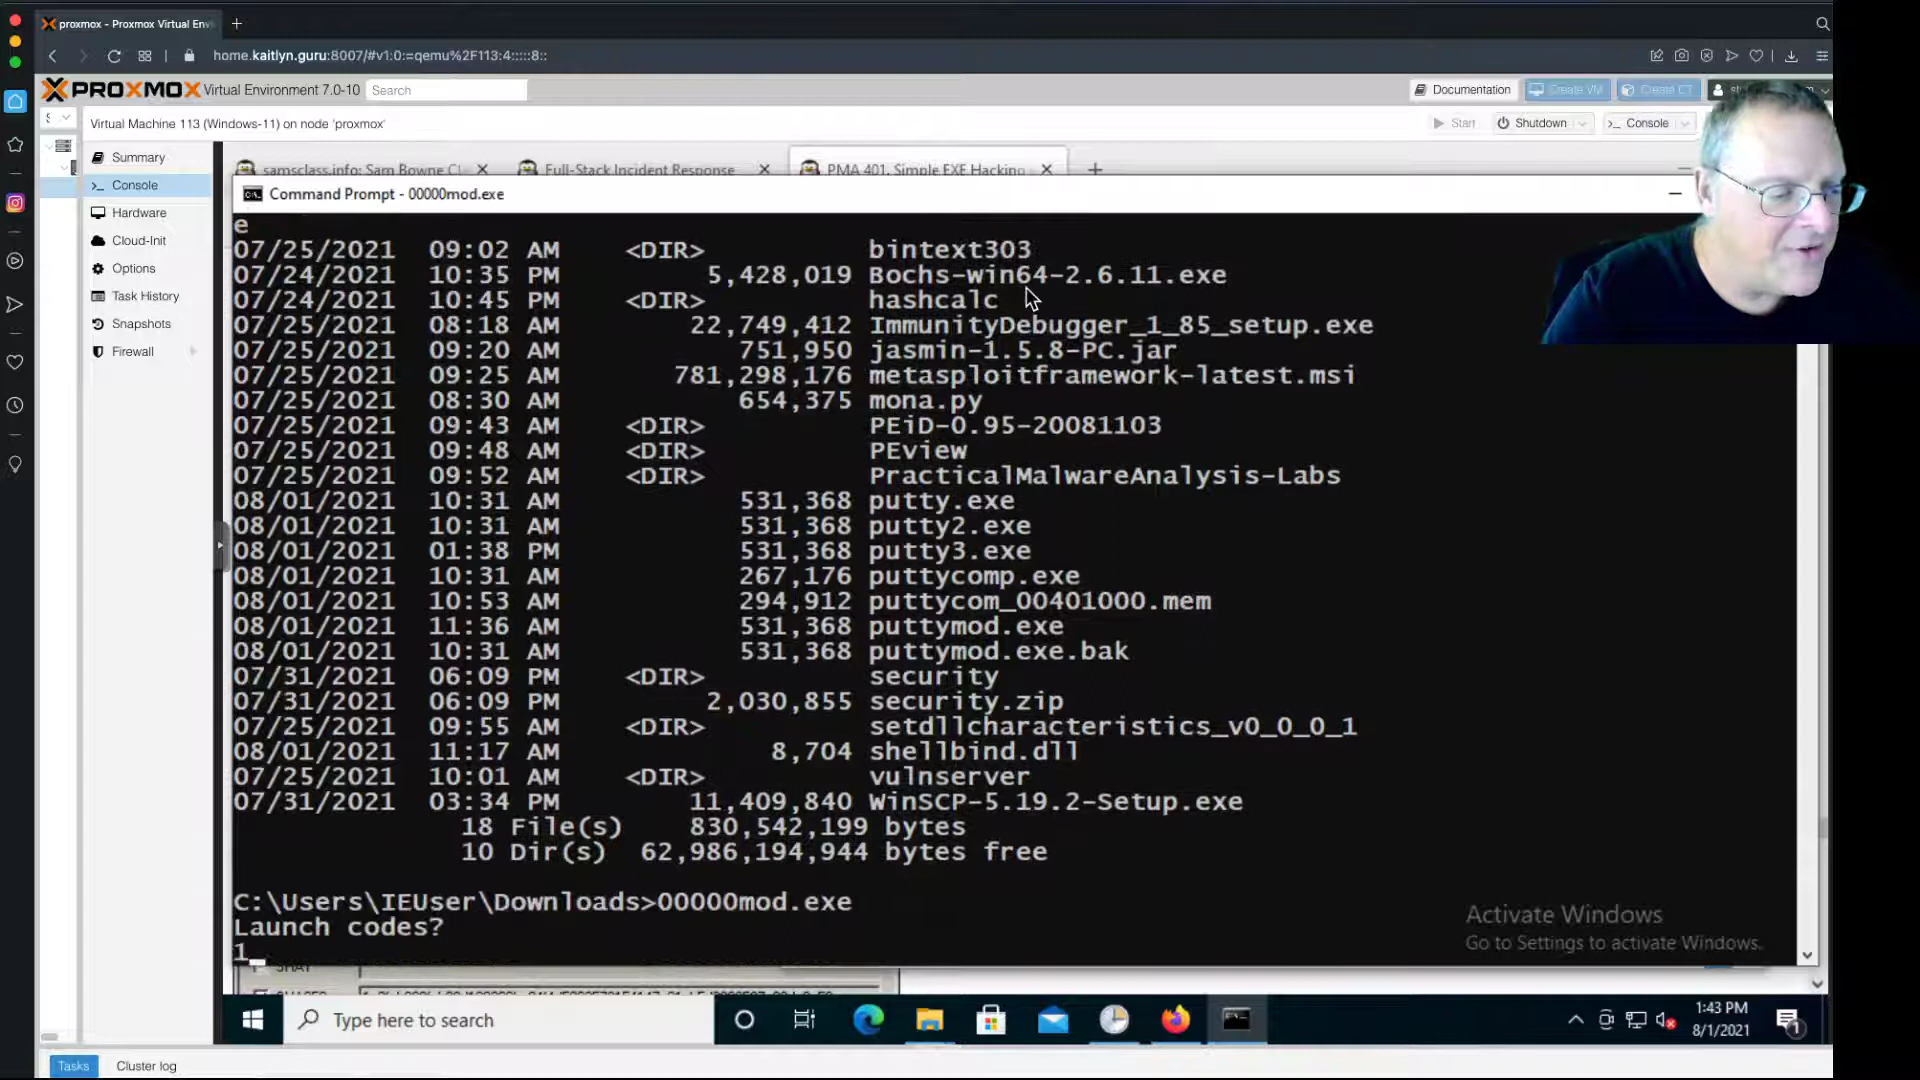 proxmox - Proxmox Virtual Env
home.kaitlyn.guru:8007/#v1:0:=qemu%2F113:4:::::8::
PROXMOX Virtual Environment 7.0-10 Search Documentation Create VM Create CT
Virtual Machine 113 (Windows-11) on node 'proxmox' Start Shutdown Console
Summary
Console
Hardware
Cloud-Init
Options
Task History
Snapshots
Firewall
samsclass.info: Sam Bowne Cl Full-Stack Incident Response PMA 401. Simple EXE Hacking
Command Prompt - 00000mod.exe
e
07/25/2021 09:02 AM <DIR> bintext303
07/24/2021 10:35 PM 5,428,019 Bochs-win64-2.6.11.exe
07/24/2021 10:45 PM <DIR> hashcalc
07/25/2021 08:18 AM 22,749,412 ImmunityDebugger_1_85_setup.exe
07/25/2021 09:20 AM 751,950 jasmin-1.5.8-PC.jar
07/25/2021 09:25 AM 781,298,176 metasploitframework-latest.msi
07/25/2021 08:30 AM 654,375 mona.py
07/25/2021 09:43 AM <DIR> PEiD-0.95-20081103
07/25/2021 09:48 AM <DIR> PEview
07/25/2021 09:52 AM <DIR> PracticalMalwareAnalysis-Labs
08/01/2021 10:31 AM 531,368 putty.exe
08/01/2021 10:31 AM 531,368 putty2.exe
08/01/2021 01:38 PM 531,368 putty3.exe
08/01/2021 10:31 AM 267,176 puttycomp.exe
08/01/2021 10:53 AM 294,912 puttycom_00401000.mem
08/01/2021 11:36 AM 531,368 puttymod.exe
08/01/2021 10:31 AM 531,368 puttymod.exe.bak
07/31/2021 06:09 PM <DIR> security
07/31/2021 06:09 PM 2,030,855 security.zip
07/25/2021 09:55 AM <DIR> setdllcharacteristics_v0_0_0_1
08/01/2021 11:17 AM 8,704 shellbind.dll
07/25/2021 10:01 AM <DIR> vulnserver
07/31/2021 03:34 PM 11,409,840 WinSCP-5.19.2-Setup.exe
18 File(s) 830,542,199 bytes
10 Dir(s) 62,986,194,944 bytes free
C:\Users\IEUser\Downloads>00000mod.exe
Launch codes?
1
Activate Windows
Go to Settings to activate Windows.
Type here to search
1:43 PM
8/1/2021
1
Tasks Cluster log